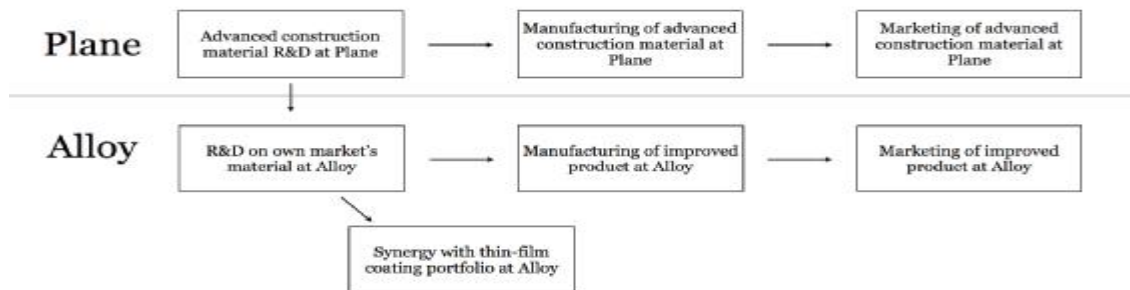 Plane
Advanced construction
material R&D at Plane
Manufacturing of advanced
construction material at
Plane
Marketing of advanced
construction material at
Plane
Alloy
R&D on own market's
material at Alloy
Manufacturing of improved
product at Alloy
Marketing of improved
product at Alloy
Synergy with thin-film
coating portfolio at Alloy